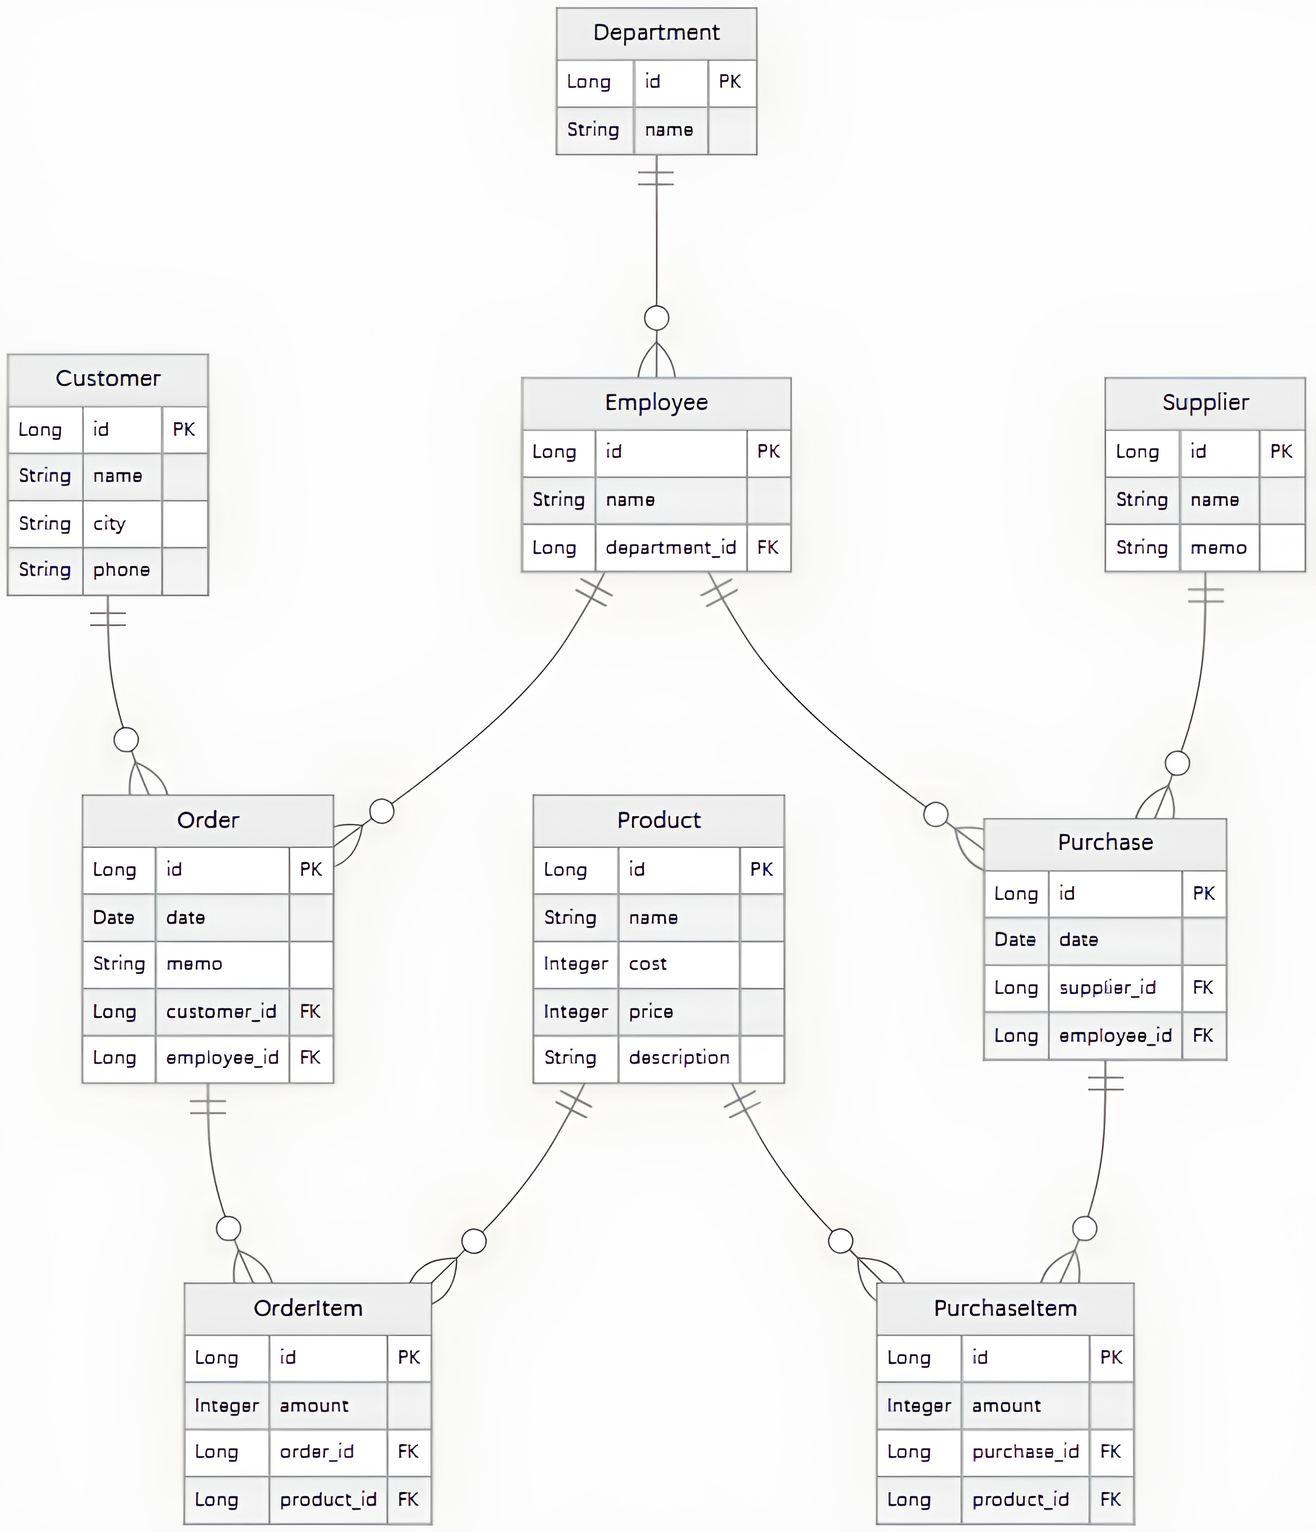 Department
Long id PK
String name
Customer
Long id PK
String name
String city
String phone
Employee
Long id PK
String name
Long department_id FK
Supplier
Long id PK
String name
String memo
Order
Long id PK
Date date
String memo
Long customer_id FK
Long employee_id FK
Product
Long id PK
String name
Integer cost
Integer price
String description
Purchase
Long id PK
Date date
Long supplier_id FK
Long employee_id FK
OrderItem
Long id PK
Integer amount
Long order_id FK
Long product_id FK
PurchaseItem
Long id PK
Integer amount
Long purchase_id FK
Long product_id FK